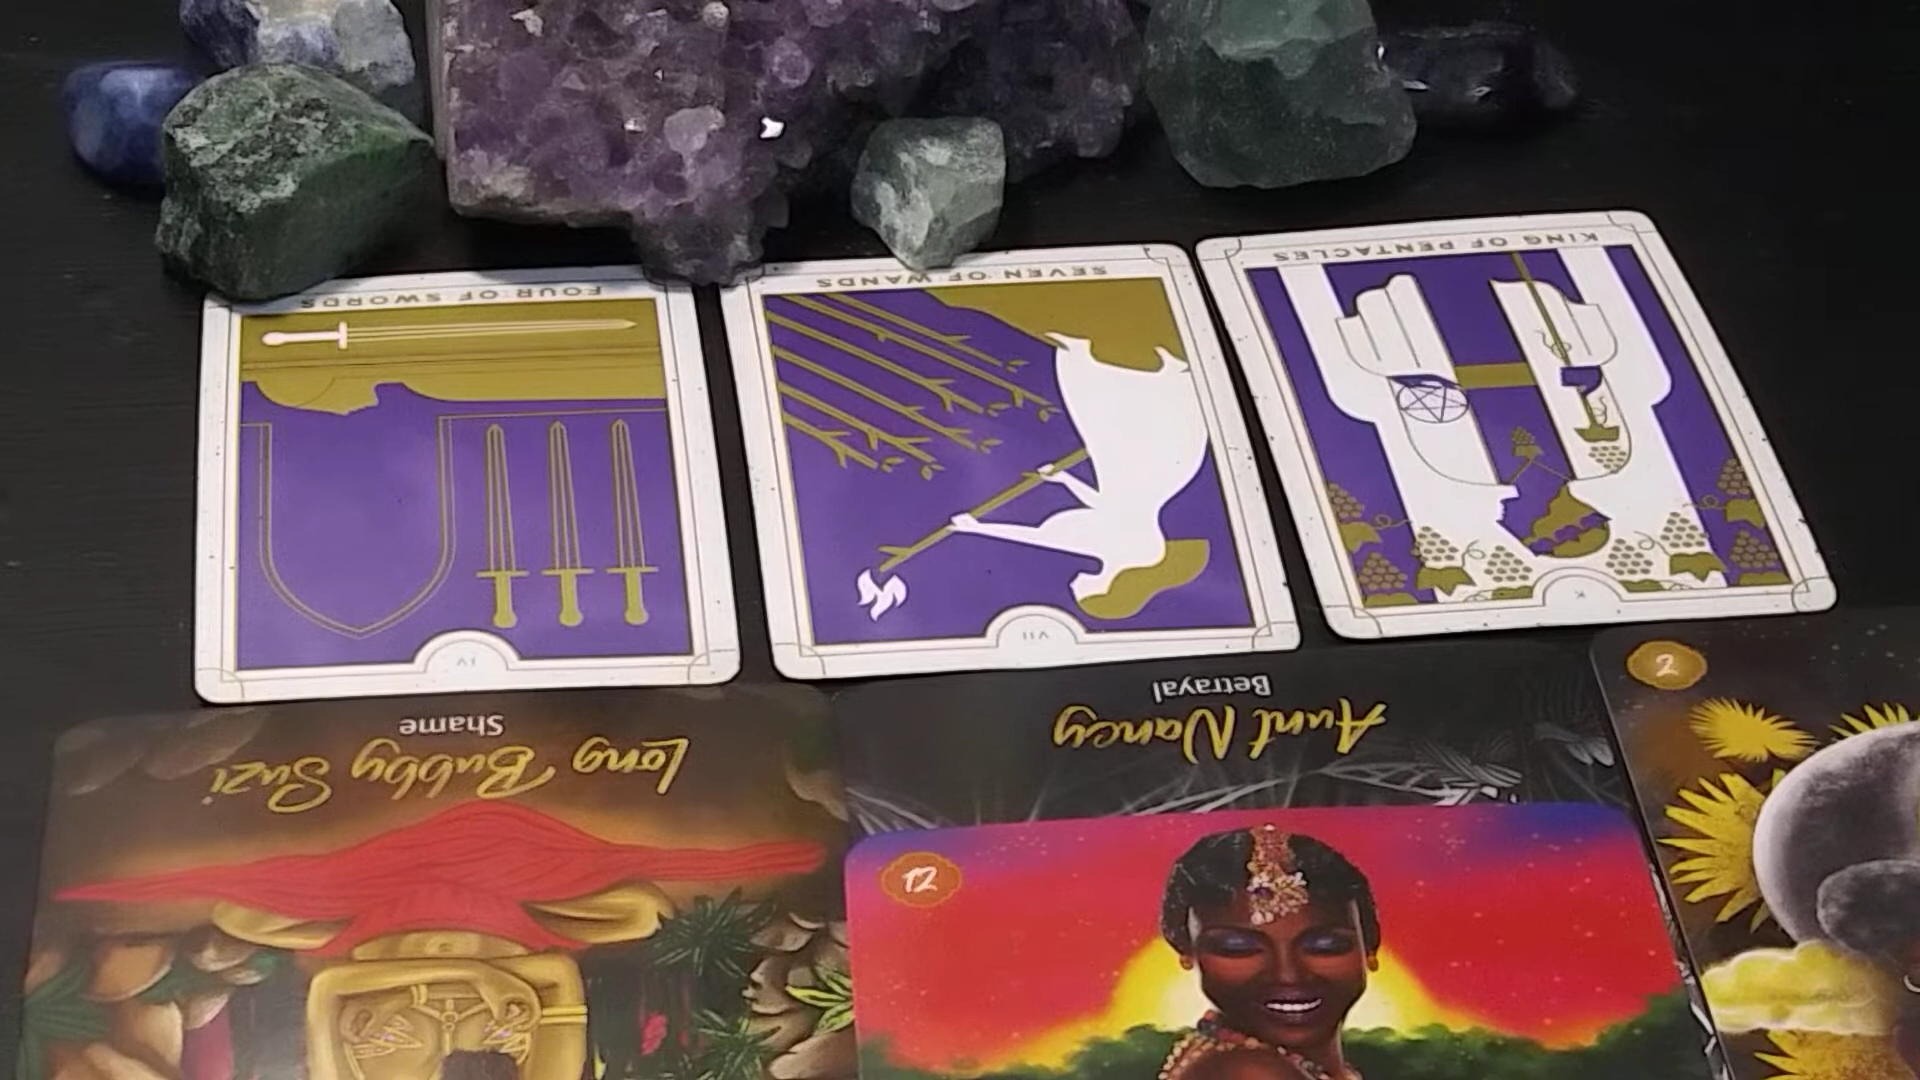 FOUR OF SWORDS
IV
SEVEN OF WANDS
VII
KING OF PENTACLES
K
Shame
Long Bubby Suzi
Betrayal
Aunt Nancy
12
2